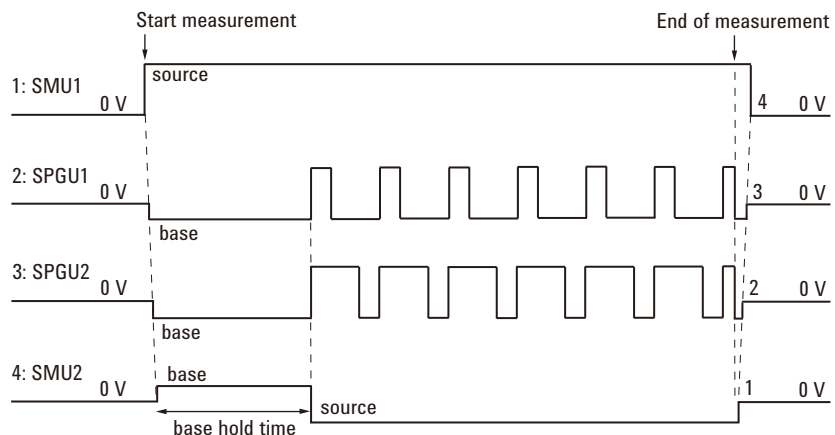 Start measurement
End of measurement
1: SMU1
0 V
source
4
0 V
2: SPGU1
0 V
base
3
0 V
3: SPGU2
0 V
base
2
0 V
4: SMU2
0 V
base
source
base hold time
1
0 V